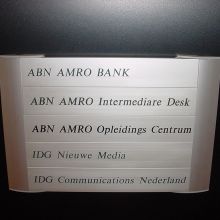 ABN AMRO BANK
ABN AMRO Intermediare Desk
ABN AMRO Opleidings Centrum
IDG Nieuwe Media
IDG Communications Nederland